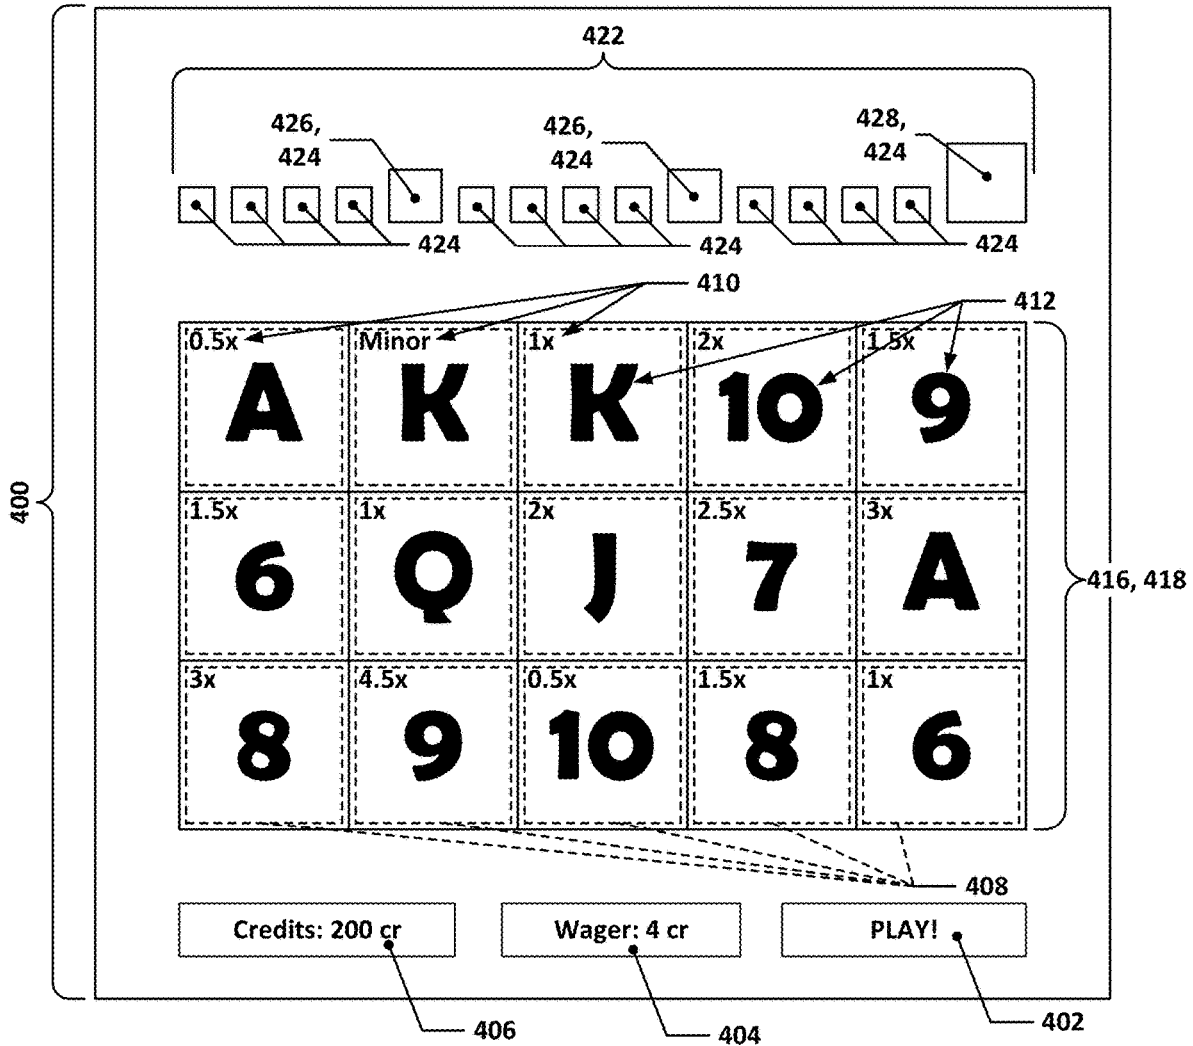 422
426,
424
426,
424
428,
424
424
424
424
410
412
0.5x
Minor
1x
2x
1.5x
A
K
K
10
9
400
1.5x
1x
2x
2.5x
3x
6
Q
J
7
A
416, 418
3x
4.5x
0.5x
1.5x
1x
8
9
10
8
6
408
Credits: 200 cr
Wager: 4 cr
PLAY!
406
404
402